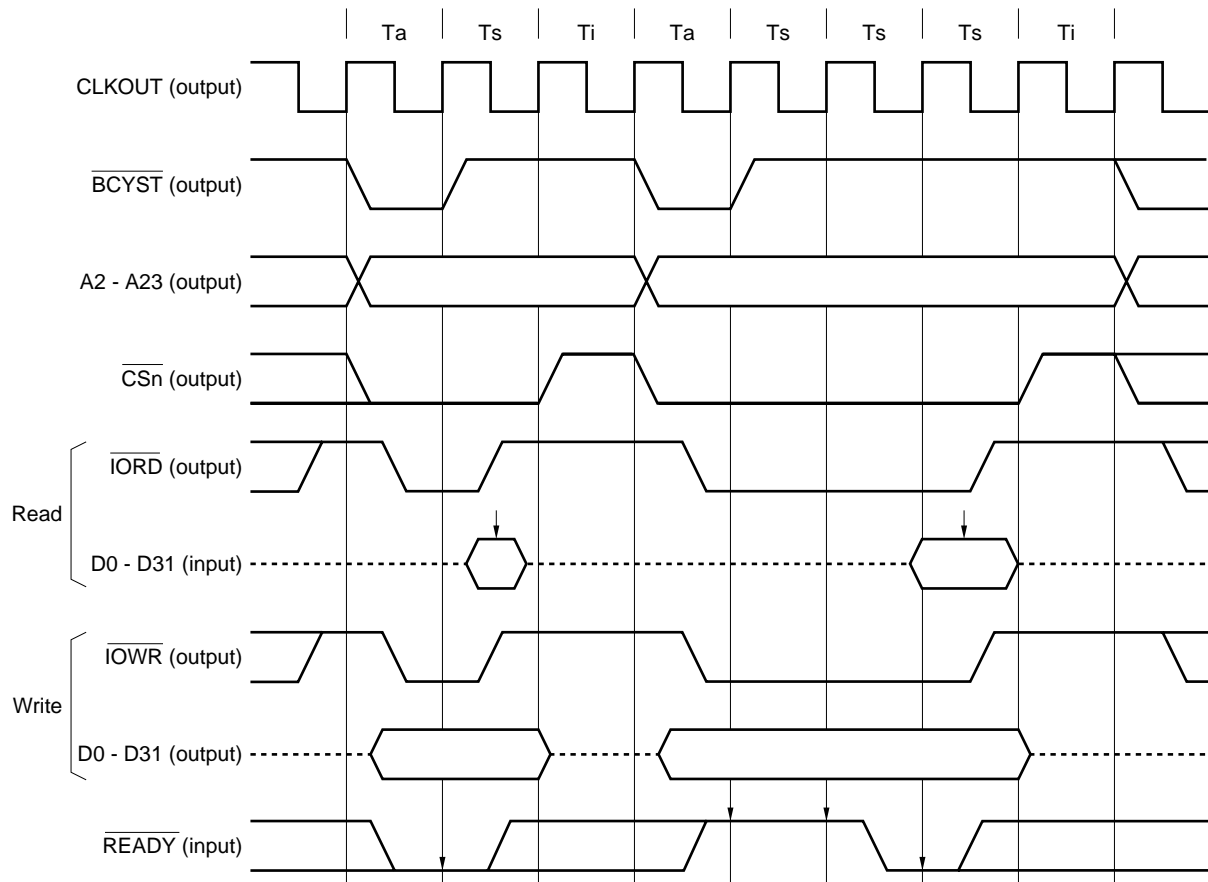 Ta Ts Ti Ta Ts Ts Ts Ti
CLKOUT (output)
BCYST (output)
A2 - A23 (output)
CSn (output)
IORD (output)
Read
D0 - D31 (input)
IOWR (output)
Write
D0 - D31 (output)
READY (input)